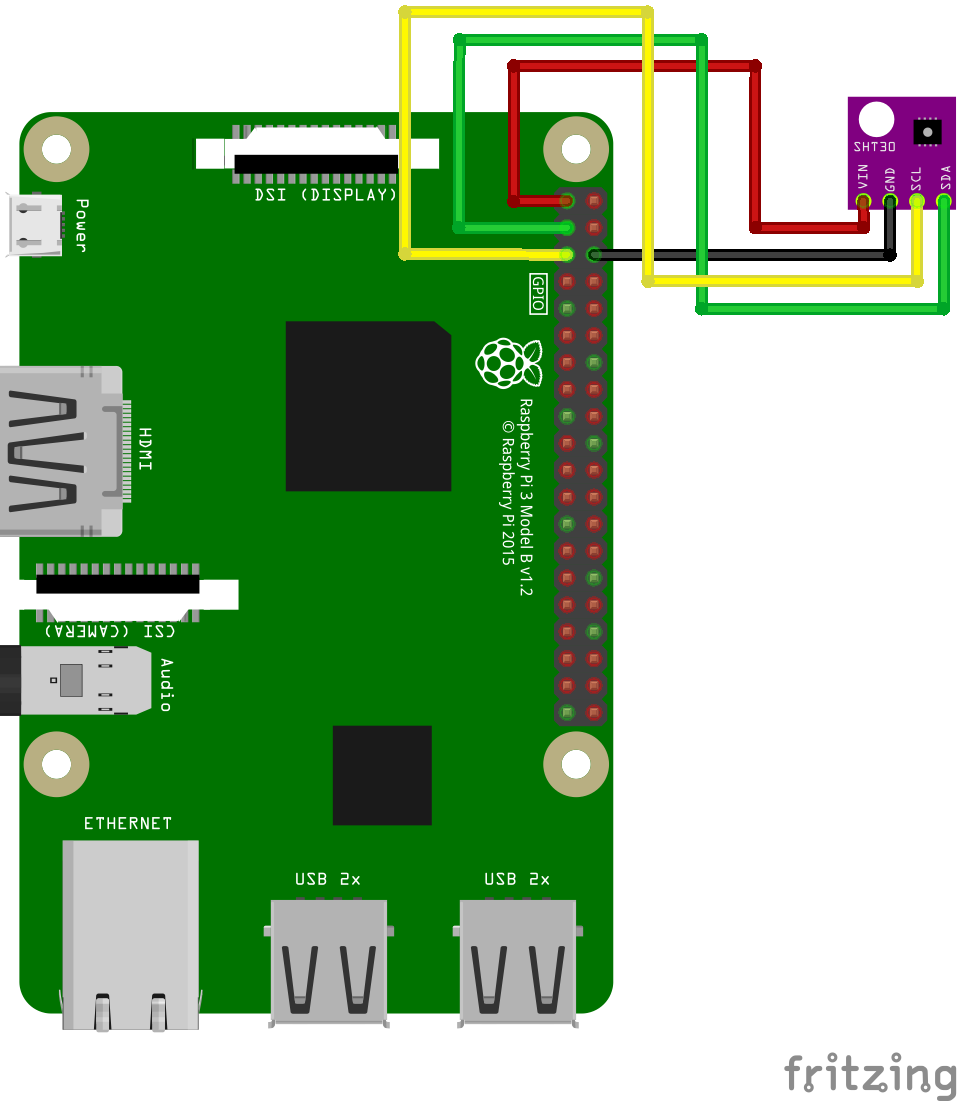 DSI (DISPLAY)
Power
SHT20
VIN
GND
SCL
SDA
GPIO
HDMI
Raspberry Pi 3 Model B v1.2
© Raspberry Pi 2015
CSI (CAMERA)
Audio
ETHERNET
USB 2x
USB 2x
fritzing